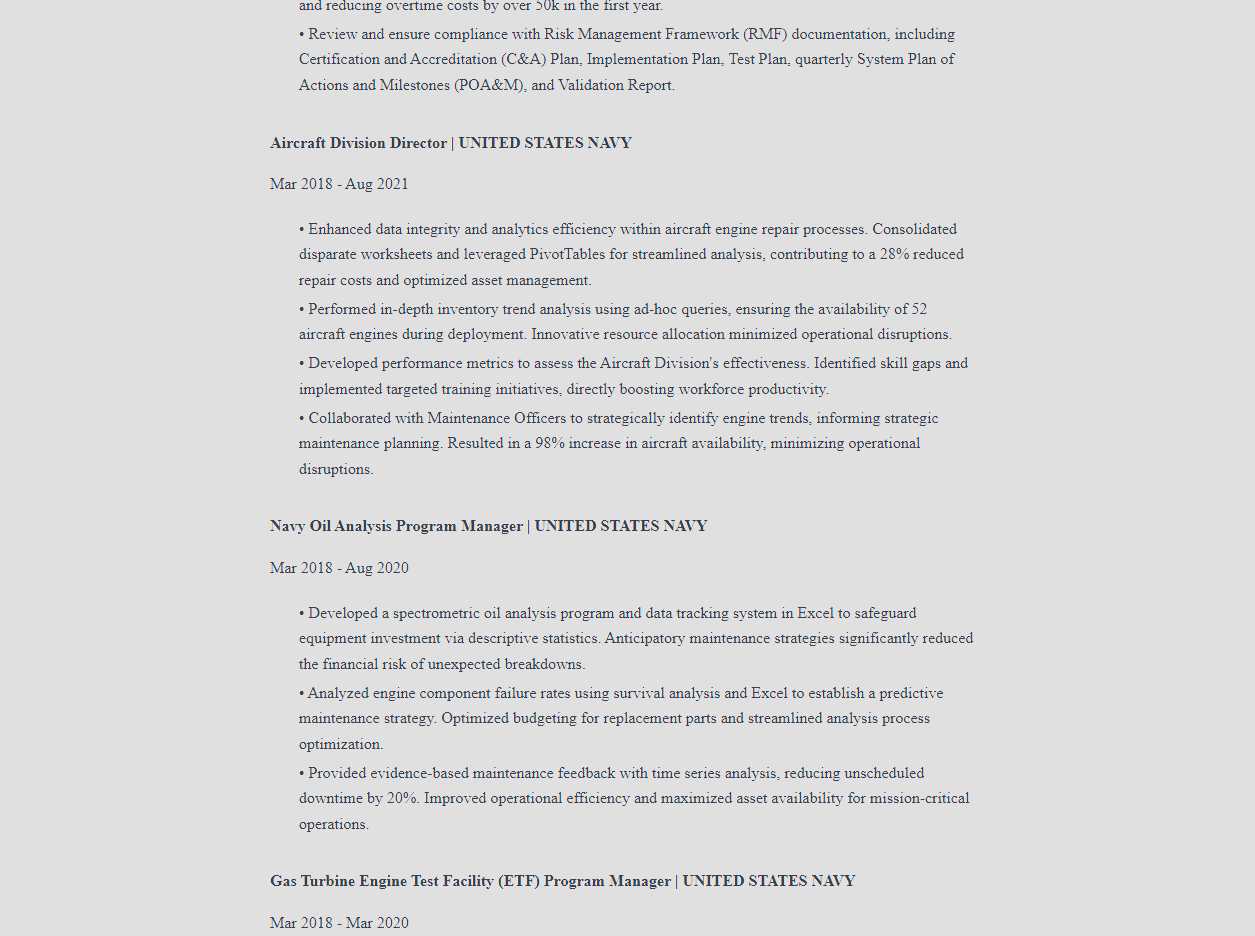 and reducing overtime costs by over 50k in the first year.
• Review and ensure compliance with Risk Management Framework (RMF) documentation, including
Certification and Accreditation (C&A) Plan, Implementation Plan, Test Plan, quarterly System Plan of
Actions and Milestones (POA&M), and Validation Report.
Aircraft Division Director | UNITED STATES NAVY
Mar 2018 - Aug 2021
• Enhanced data integrity and analytics efficiency within aircraft engine repair processes. Consolidated
disparate worksheets and leveraged PivotTables for streamlined analysis, contributing to a 28% reduced
repair costs and optimized asset management.
• Performed in-depth inventory trend analysis using ad-hoc queries, ensuring the availability of 52
aircraft engines during deployment. Innovative resource allocation minimized operational disruptions.
• Developed performance metrics to assess the Aircraft Division's effectiveness. Identified skill gaps and
implemented targeted training initiatives, directly boosting workforce productivity.
• Collaborated with Maintenance Officers to strategically identify engine trends, informing strategic
maintenance planning. Resulted in a 98% increase in aircraft availability, minimizing operational
disruptions.
Navy Oil Analysis Program Manager | UNITED STATES NAVY
Mar 2018 - Aug 2020
• Developed a spectrometric oil analysis program and data tracking system in Excel to safeguard
equipment investment via descriptive statistics. Anticipatory maintenance strategies significantly reduced
the financial risk of unexpected breakdowns.
• Analyzed engine component failure rates using survival analysis and Excel to establish a predictive
maintenance strategy. Optimized budgeting for replacement parts and streamlined analysis process
optimization.
• Provided evidence-based maintenance feedback with time series analysis, reducing unscheduled
downtime by 20%. Improved operational efficiency and maximized asset availability for mission-critical
operations.
Gas Turbine Engine Test Facility (ETF) Program Manager | UNITED STATES NAVY
Mar 2018 - Mar 2020